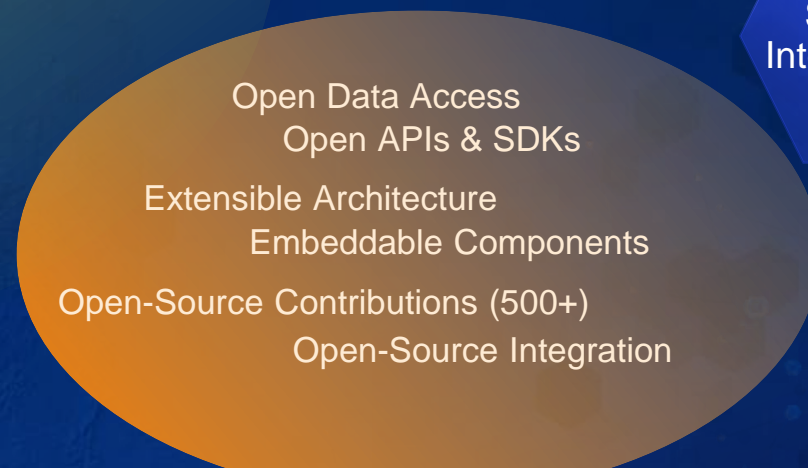 Open Data Access
Open APIs & SDKs
Extensible Architecture
Embeddable Components
Open-Source Contributions (500+)
Open-Source Integration